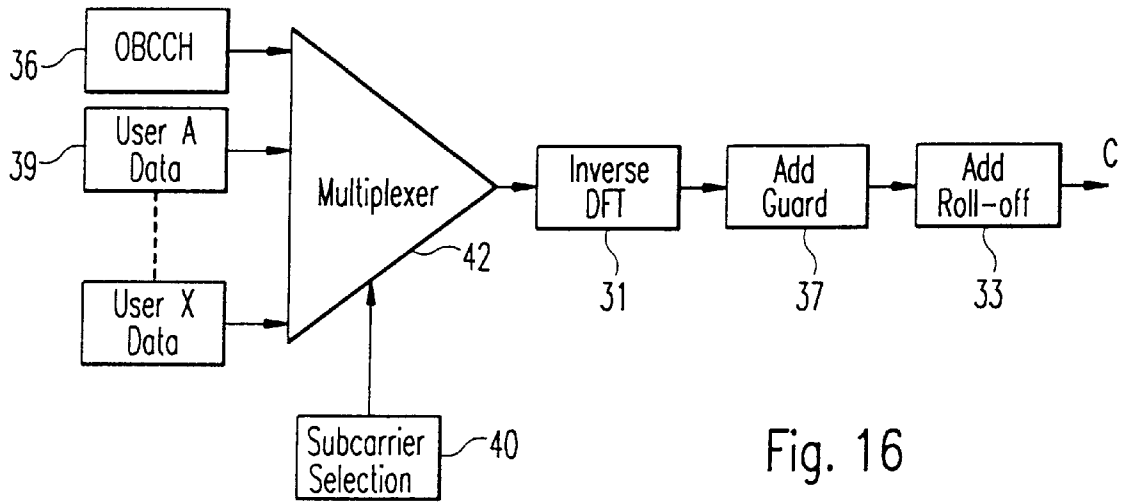 36
OBCCH
39
User A
Data
User X
Data
Multiplexer
42
Subcarrier
Selection
40
Inverse
DFT
31
Add
Guard
37
Add
Roll-off
33
C
Fig. 16